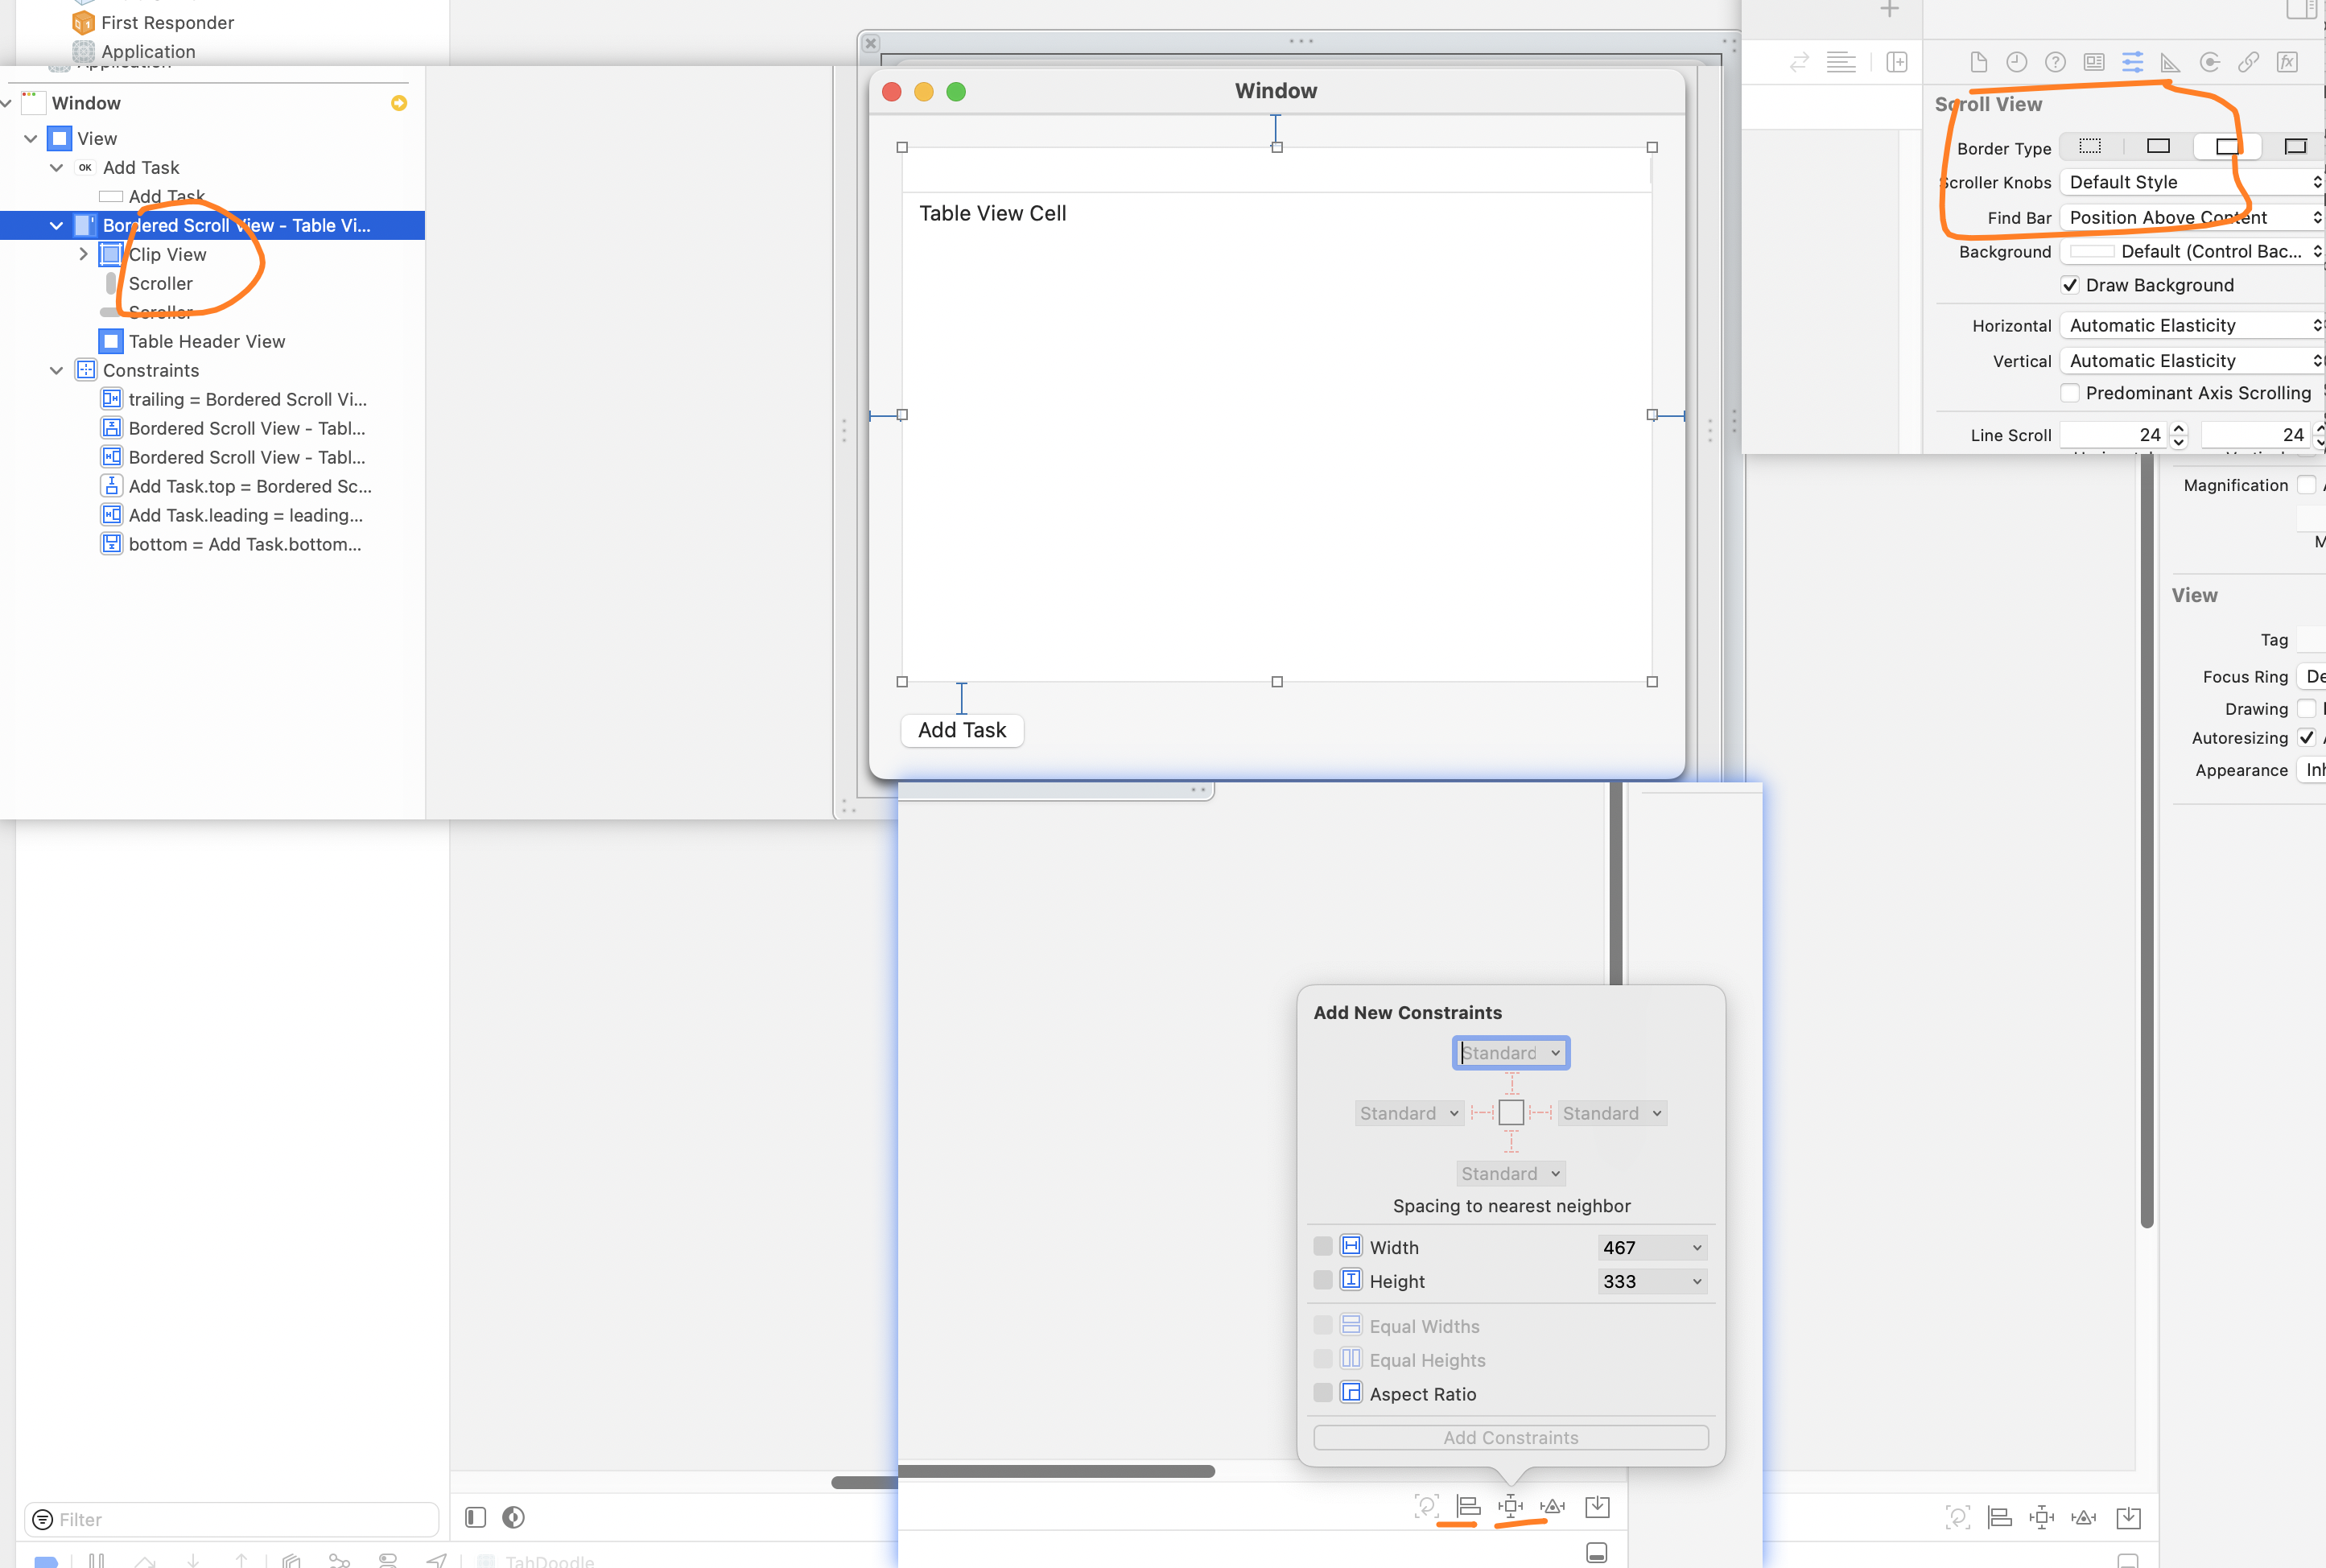 First Responder
Application
Window
View
Add Task
Add Task
Bordered Scroll View - Table Vi...
Clip View
Scroller
Scroller
Table Header View
Constraints
trailing = Bordered Scroll Vi...
Bordered Scroll View - Tabl...
Bordered Scroll View - Tabl...
Add Task.top = Bordered Sc...
Add Task.leading = leading...
bottom = Add Task.bottom...
Filter
TahDoodle
Window
Table View Cell
Add Task
Add New Constraints
Standard
Standard
Standard
Standard
Spacing to nearest neighbor
Width 467
Height 333
Equal Widths
Equal Heights
Aspect Ratio
Add Constraints
Scroll View
Border Type
Scroller Knobs Default Style
Find Bar Position Above Content
Background Default (Control Bac...
Draw Background
Horizontal Automatic Elasticity
Vertical Automatic Elasticity
Predominant Axis Scrolling
Line Scroll 24 24
Magnification
View
Tag
Focus Ring
Drawing
Autoresizing
Appearance